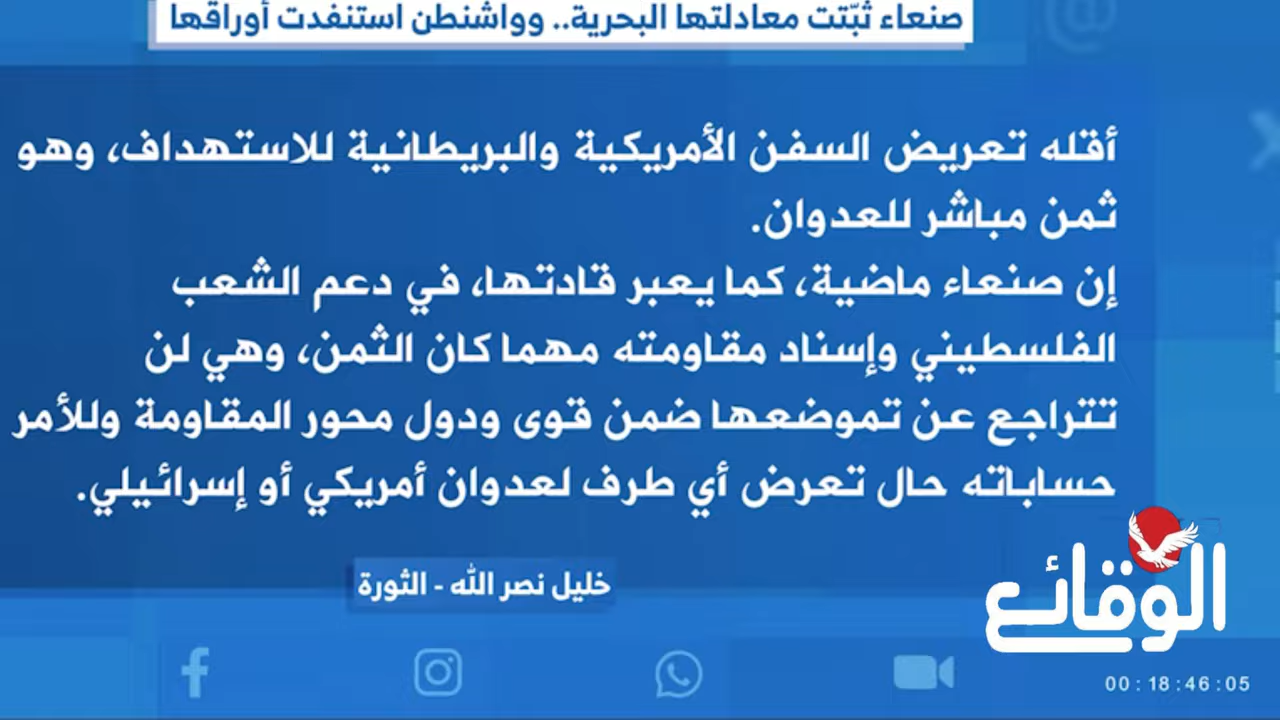 صنعاء ثبّتت معادلتها البحرية.. وواشنطن استنفدت أوراقها
أقله تعريض السفن الأمريكية والبريطانية للاستهداف، وهو
ثمن مباشر للعدوان.
إن صنعاء ماضية، كما يعبر قادتها، في دعم الشعب
الفلسطيني وإسناد مقاومته مهما كان الثمن، وهي لن
تتراجع عن تموضعها ضمن قوى ودول محور المقاومة وللأمر
حساباته حال تعرض أي طرف لعدوان أمريكي أو إسرائيلي.
خليل نصر الله - الثورة
الوقائع
00:18:46:05